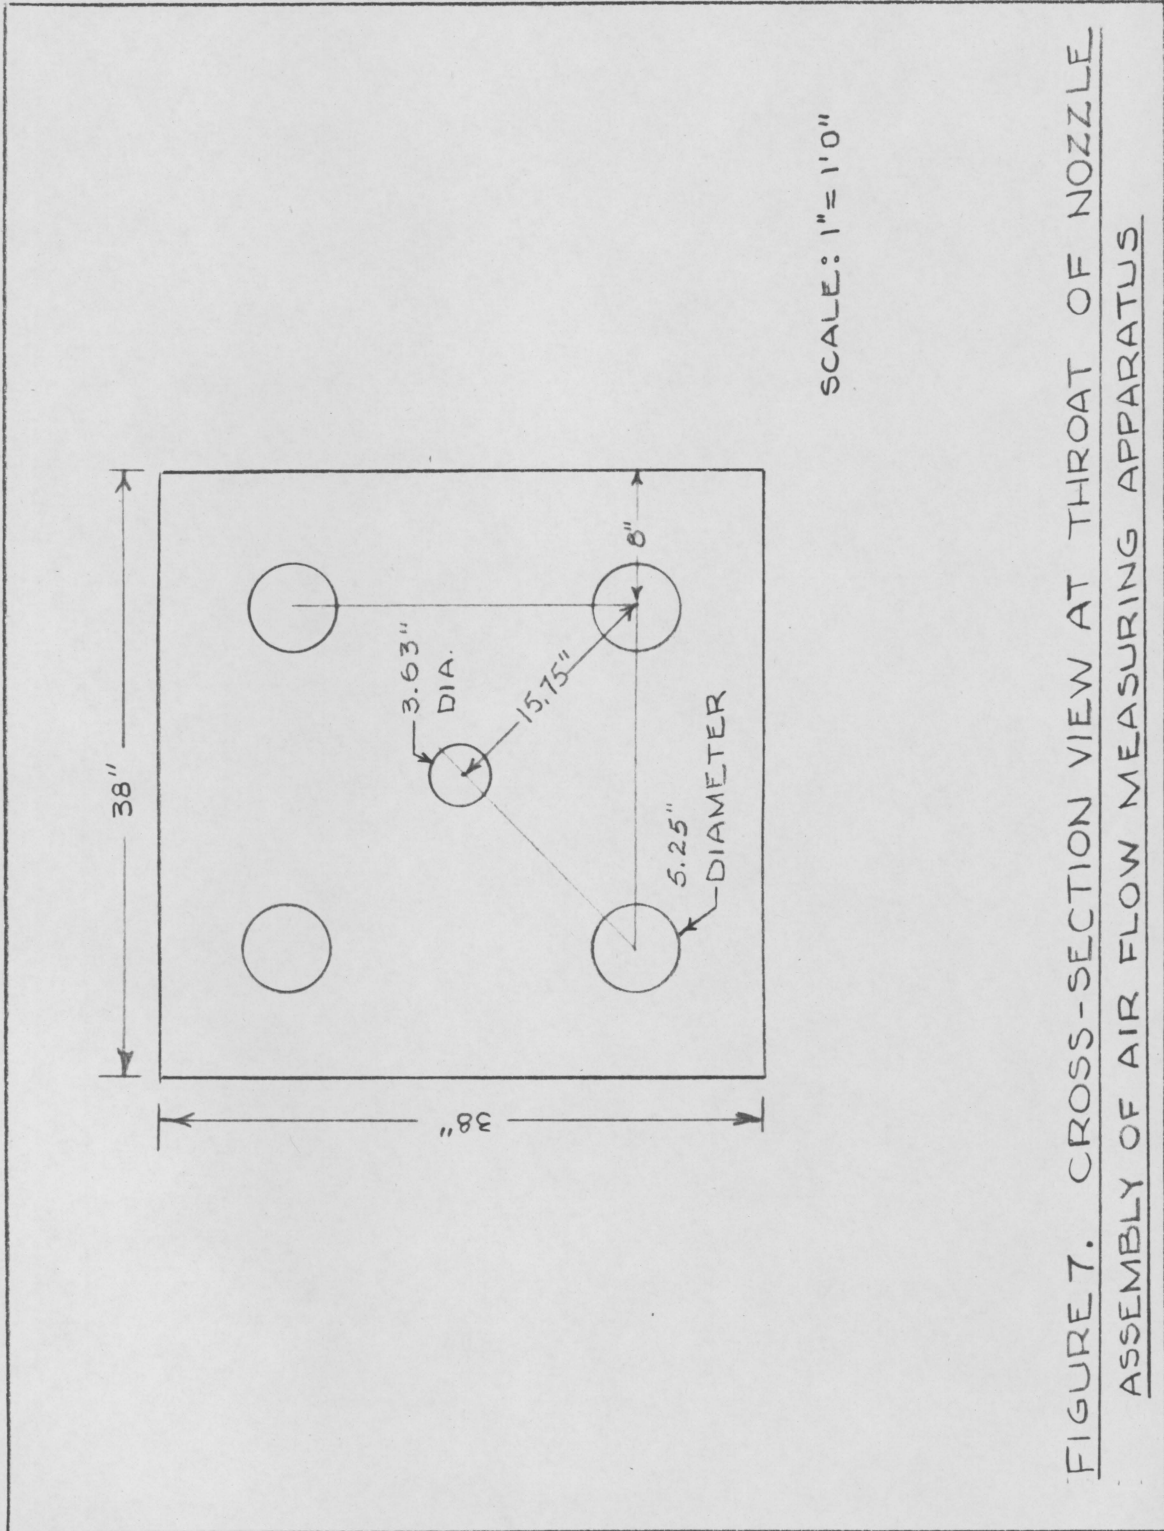 38"
38"
3.63"
DIA.
15.75"
8"
5.25"
DIAMETER
SCALE: 1" = 1'0"
FIGURE 7. CROSS-SECTION VIEW AT THROAT OF NOZZLE
ASSEMBLY OF AIR FLOW MEASURING APPARATUS